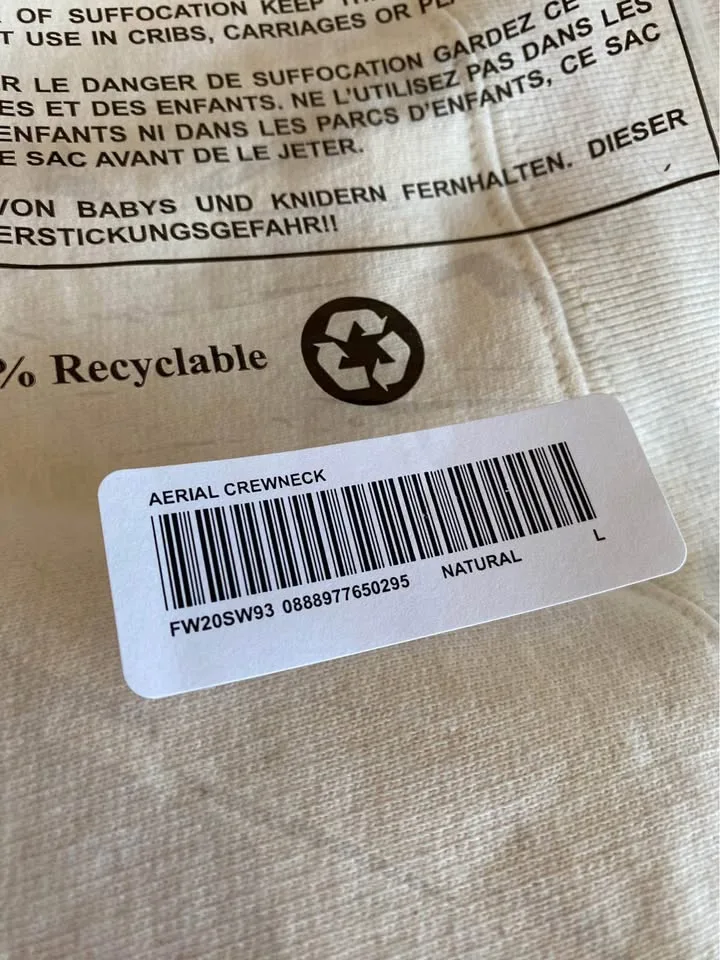 OF SUFFOCATION KEEP
T USE IN CRIBS, CARRIAGES OR
R LE DANGER DE SUFFOCATION GARDEZ CE
ES ET DES ENFANTS. NE L'UTILISEZ PAS DANS LES
ENFANTS NI DANS LES PARCS D'ENFANTS, CE SAC
E SAC AVANT DE LE JETER.
VON BABYS UND KNIDERN FERNHALTEN. DIESER
ERSTICKUNGSGEFAHR!!
% Recyclable
AERIAL CREWNECK
FW20SW93 0888977650295 NATURAL L